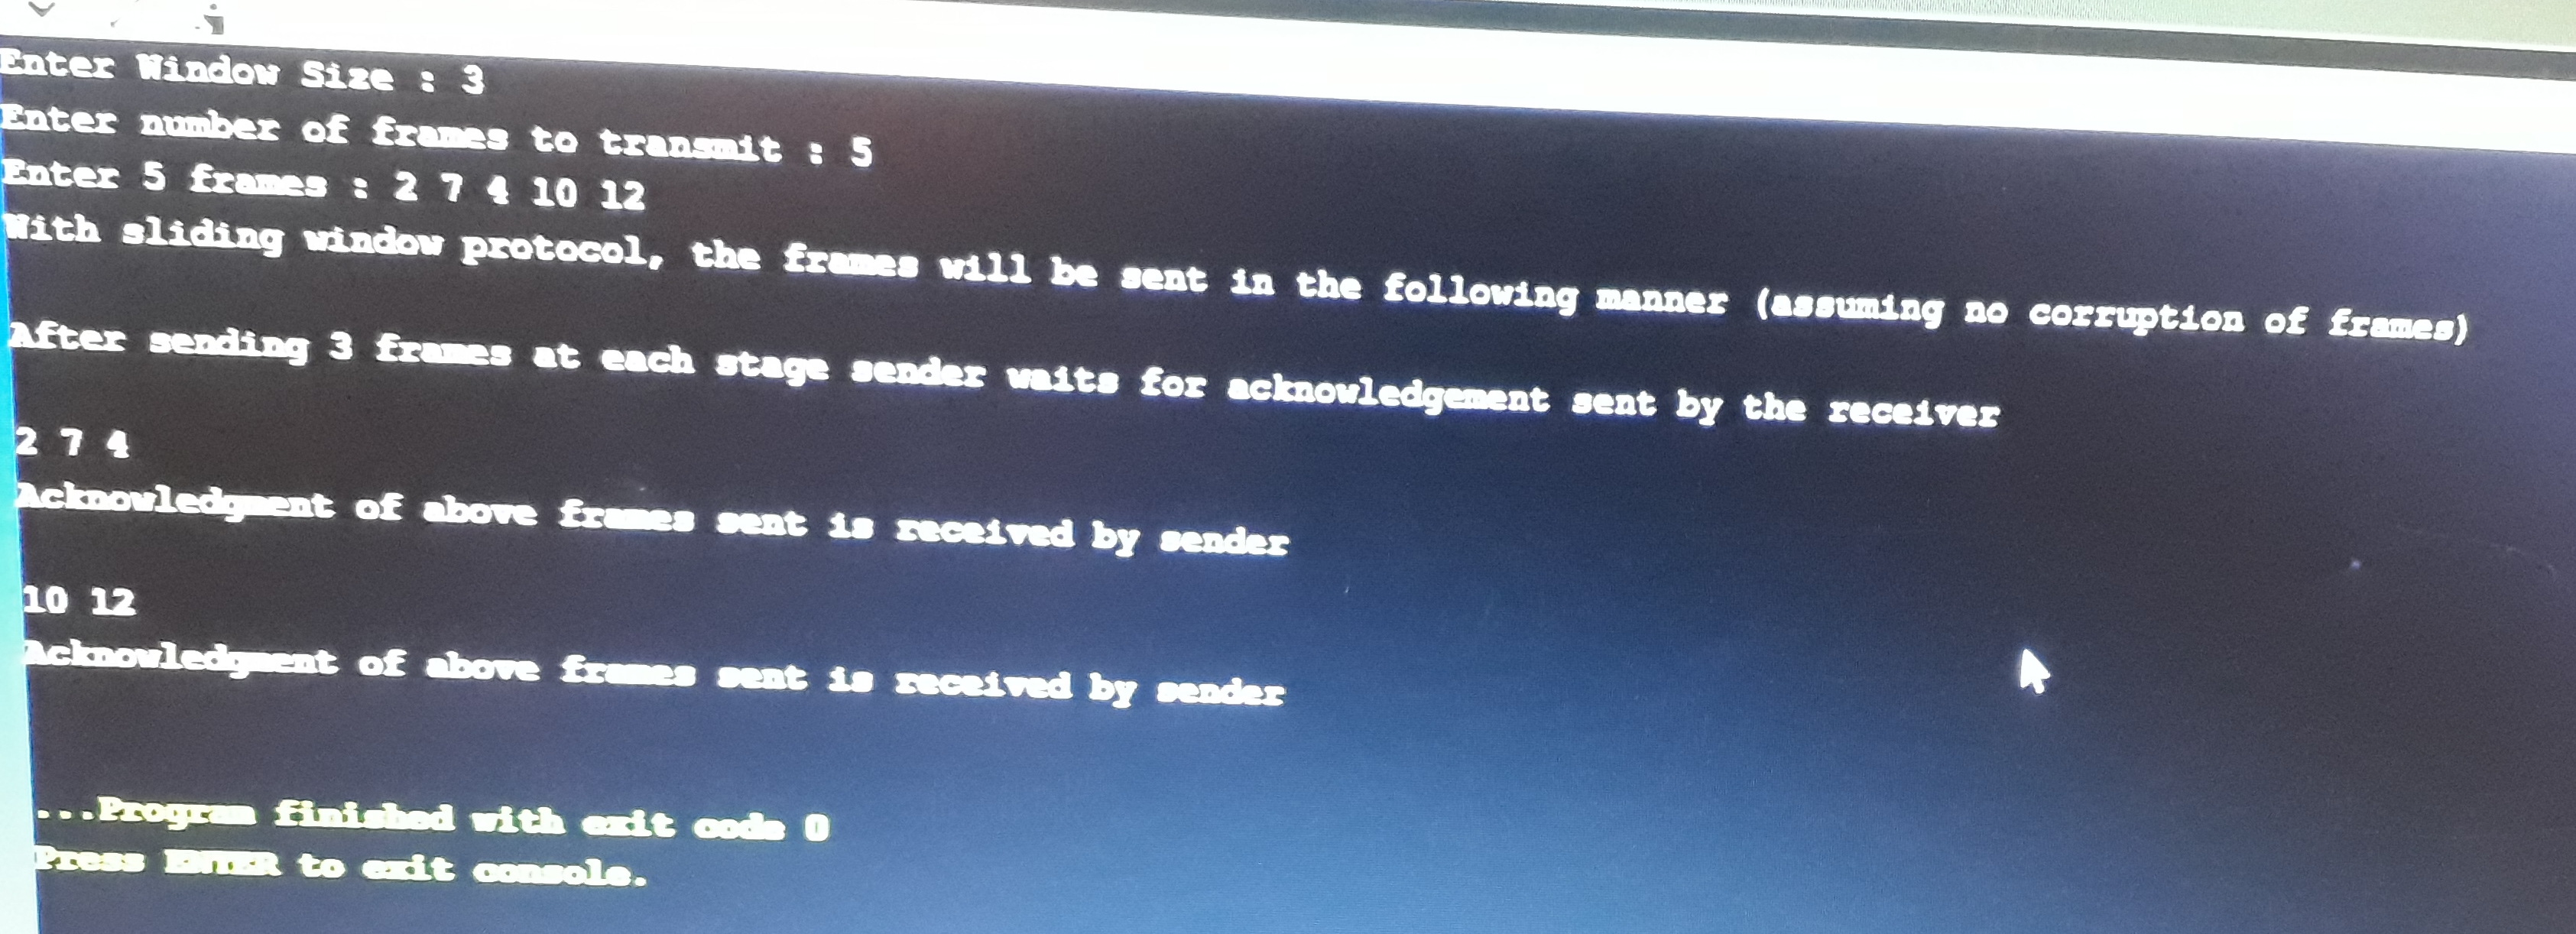 Enter Window Size : 3
Enter number of frames to transmit : 5
Enter 5 frames : 2 7 4 10 12
With sliding window protocol, the frames will be sent in the following manner (assuming no corruption of frames)
After sending 3 frames at each stage sender waits for acknowledgement sent by the receiver
2 7 4
Acknowledgment of above frames sent is received by sender
10 12
Acknowledgment of above frames sent is received by sender
...Program finished with exit code 0
Press ENTER to exit console.